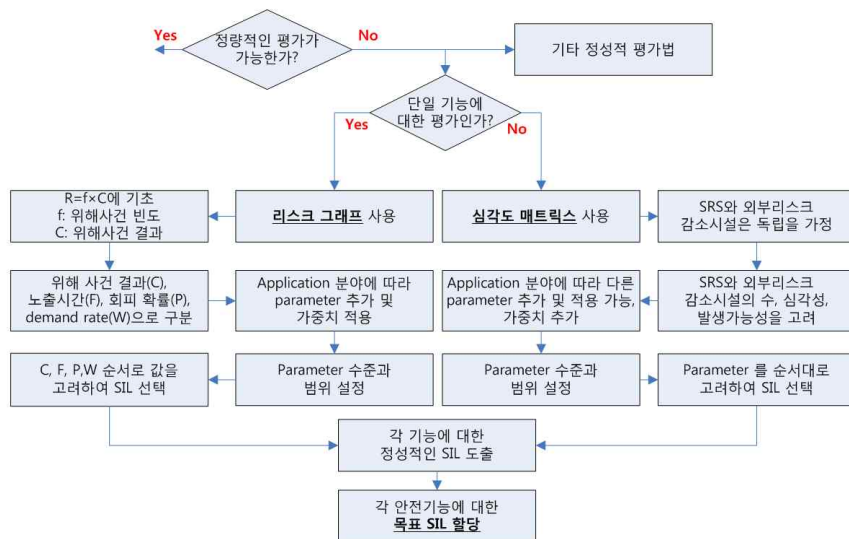 Yes
정량적인 평가가
가능한가?
No
기타 정성적 평가법
단일 기능에
대한 평가인가?
Yes
No
R=f×C에 기초
f: 위해사건 빈도
C: 위해사건 결과
리스크 그래프 사용
심각도 매트릭스 사용
SRS와 외부리스크
감소시설은 독립을 가정
위해 사건 결과(C),
노출시간(F), 회피 확률(P),
demand rate(W)으로 구분
Application 분야에 따라
parameter 추가 및
가중치 적용
Application 분야에 따라 다른
parameter 추가 및 적용 가능,
가중치 추가
SRS와 외부리스크
감소시설의 수, 심각성,
발생가능성을 고려
C, F, P,W 순서로 값을
고려하여 SIL 선택
Parameter 수준과
범위 설정
Parameter 수준과
범위 설정
Parameter 를 순서대로
고려하여 SIL 선택
각 기능에 대한
정성적인 SIL 도출
각 안전기능에 대한
목표 SIL 할당